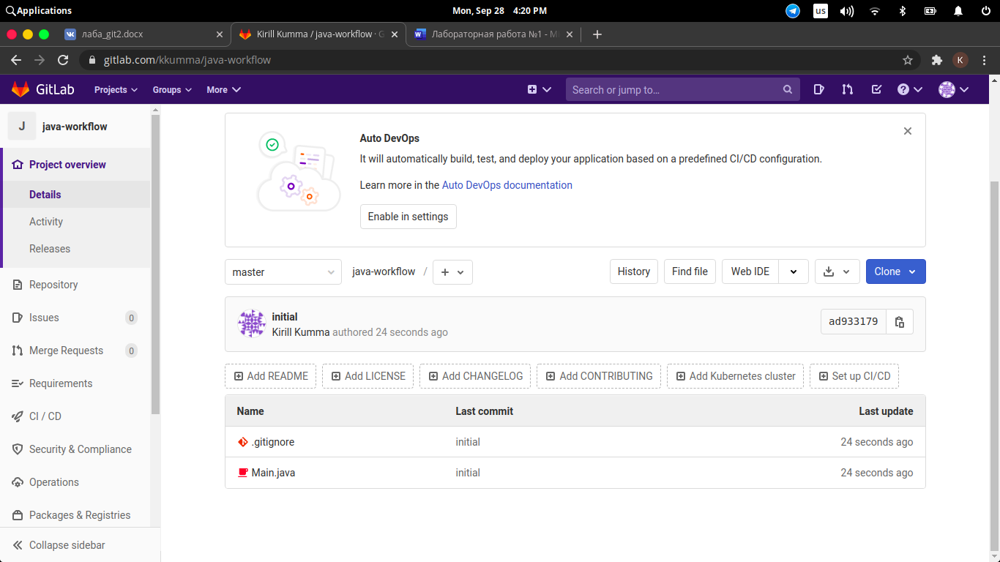 Applications
Mon, Sep 28 4:20 PM
us
лаба_git2.docx
Kirill Kumma / java-workflow · G
Лабораторная работа №1 - Mi
gitlab.com/kkumma/java-workflow
K
GitLab
Projects
Groups
More
Search or jump to…
J
java-workflow
Project overview
Details
Activity
Releases
Repository
Issues 0
Merge Requests 0
Requirements
CI / CD
Security & Compliance
Operations
Packages & Registries
Collapse sidebar
Auto DevOps
It will automatically build, test, and deploy your application based on a predefined CI/CD configuration.
Learn more in the Auto DevOps documentation
Enable in settings
master
java-workflow /
History
Find file
Web IDE
Clone
initial
Kirill Kumma authored 24 seconds ago
ad933179
Add README
Add LICENSE
Add CHANGELOG
Add CONTRIBUTING
Add Kubernetes cluster
Set up CI/CD
Name Last commit Last update
.gitignore initial 24 seconds ago
Main.java initial 24 seconds ago